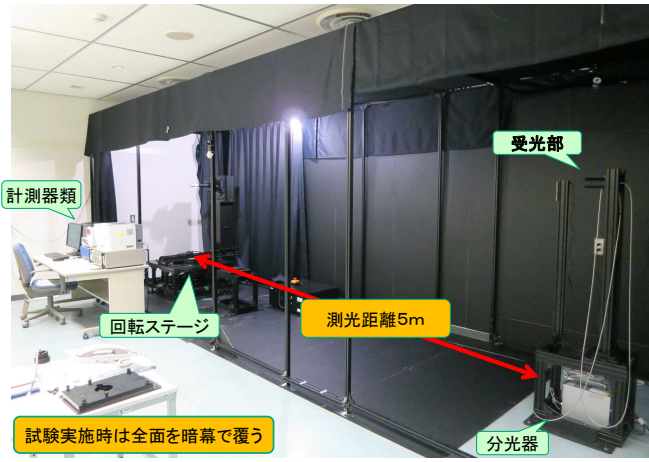 受光部
計測器類
回転ステージ
測光距離5m
試験実施時は全面を暗幕で覆う
分光器